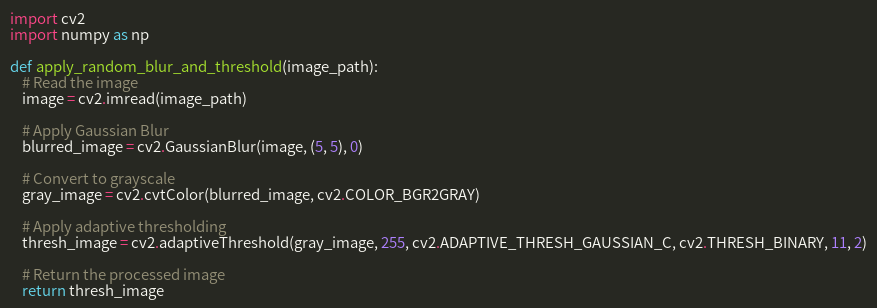 import cv2
import numpy as np
def apply_random_blur_and_threshold(image_path):
# Read the image
image = cv2.imread(image_path)
# Apply Gaussian Blur
blurred_image = cv2.GaussianBlur(image, (5, 5), 0)
# Convert to grayscale
gray_image = cv2.cvtColor(blurred_image, cv2.COLOR_BGR2GRAY)
# Apply adaptive thresholding
thresh_image = cv2.adaptiveThreshold(gray_image, 255, cv2.ADAPTIVE_THRESH_GAUSSIAN_C, cv2.THRESH_BINARY, 11, 2)
# Return the processed image
return thresh_image